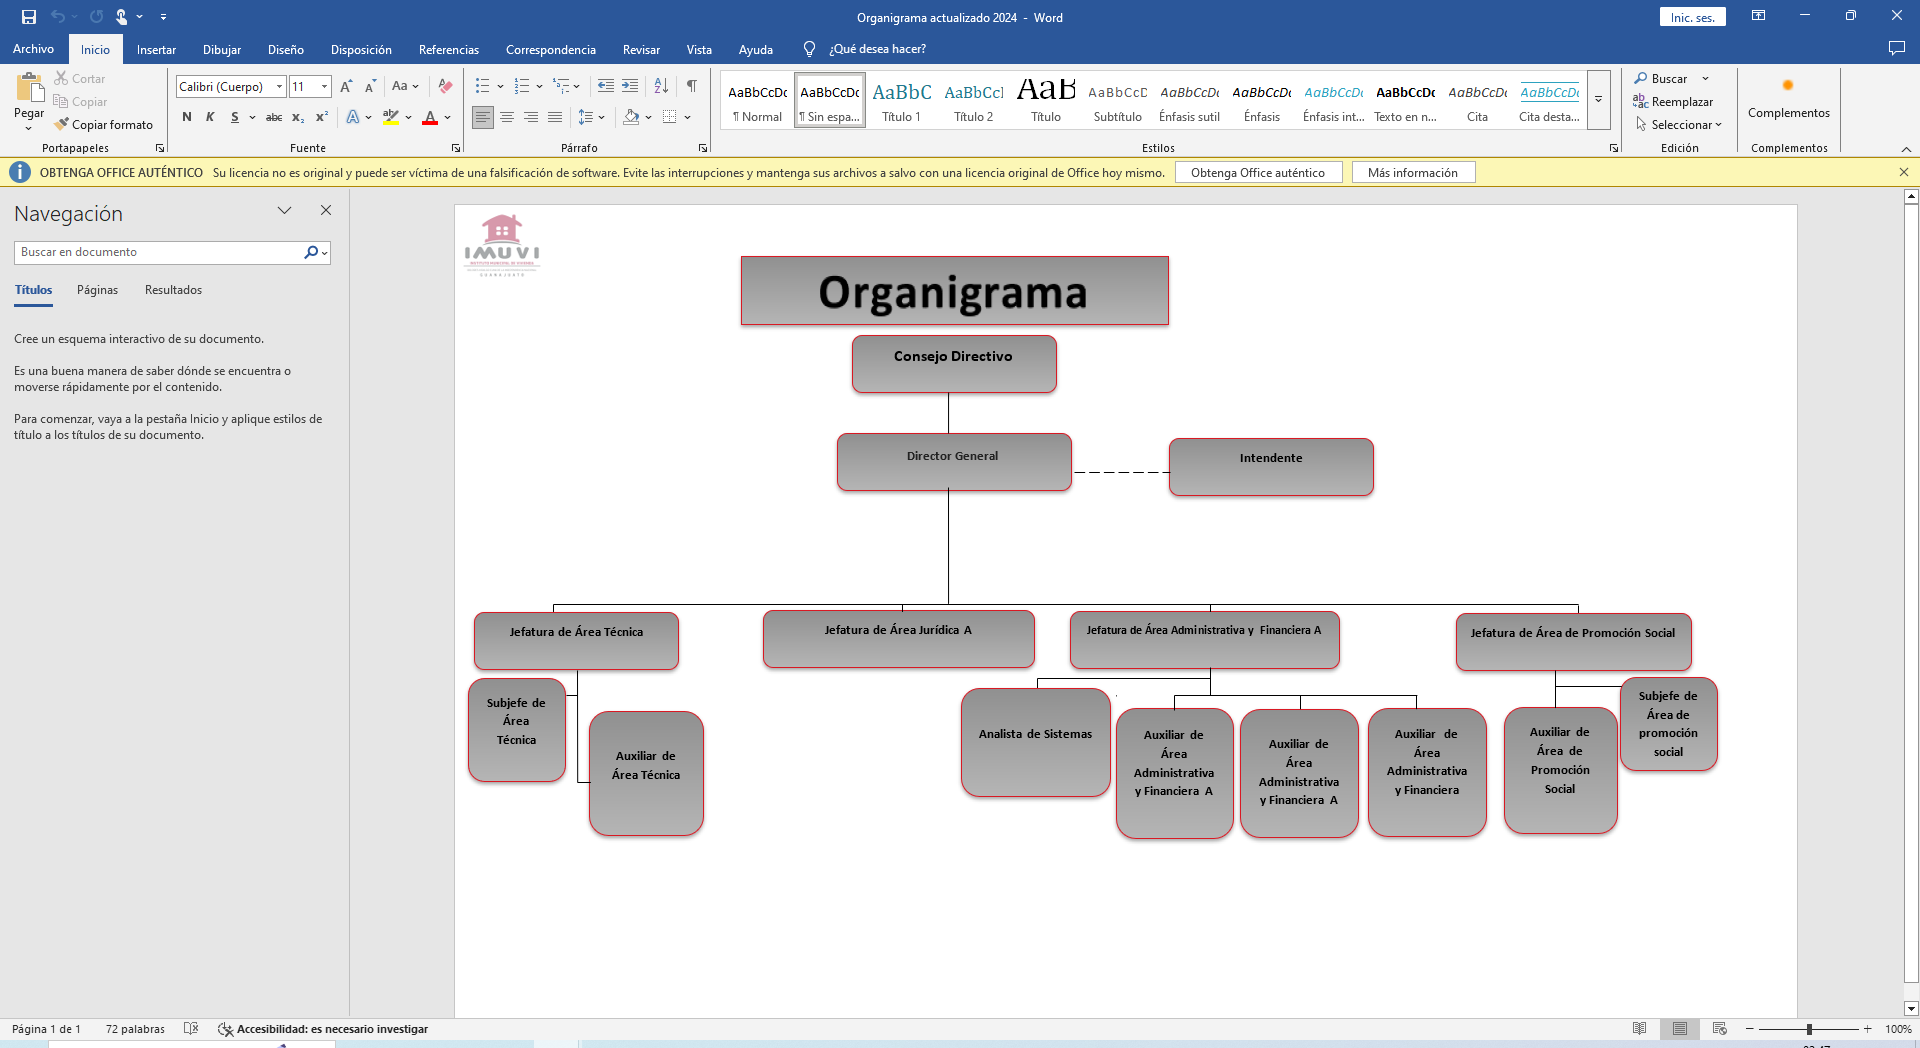 Organigrama actualizado 2024 - Word
Inic. ses.
Archivo Inicio Insertar Dibujar Diseño Disposición Referencias Correspondencia Revisar Vista Ayuda ¿Qué desea hacer?
Pegar
Cortar
Copiar
Copiar formato
Portapapeles
Calibri (Cuerpo) 11
Aa
N K S abc x₂ x²
A A
Fuente
Párrafo
AaBbCcDc AaBbCcDc AaBbC AaBbCcI AaB AaBbCcD AaBbCcDc AaBbCcDc AaBbCcDc AaBbCcDc AaBbCcDc AaBbCcDc
¶ Normal ¶ Sin espa... Título 1 Título 2 Título Subtítulo Énfasis sutil Énfasis Énfasis int... Texto en n... Cita Cita desta...
Estilos
Buscar
Reemplazar
Seleccionar
Edición
Complementos
Complementos
OBTENGA OFFICE AUTÉNTICO Su licencia no es original y puede ser víctima de una falsificación de software. Evite las interrupciones y mantenga sus archivos a salvo con una licencia original de Office hoy mismo. Obtenga Office auténtico Más información
Navegación
Buscar en documento
Títulos Páginas Resultados
Cree un esquema interactivo de su documento.
Es una buena manera de saber dónde se encuentra o
moverse rápidamente por el contenido.
Para comenzar, vaya a la pestaña Inicio y aplique estilos de
título a los títulos de su documento.
IMUVI
Organigrama
Consejo Directivo
Director General
Intendente
Jefatura de Área Técnica
Jefatura de Área Jurídica A
Jefatura de Área Administrativa y Financiera A
Jefatura de Área de Promoción Social
Subjefe de
Área
Técnica
Auxiliar de
Área Técnica
Analista de Sistemas
Auxiliar de
Área
Administrativa
y Financiera A
Auxiliar de
Área
Administrativa
y Financiera A
Auxiliar de
Área
Administrativa
y Financiera
Auxiliar de
Área de
Promoción
Social
Subjefe de
Área de
promoción
social
Página 1 de 1 72 palabras Accesibilidad: es necesario investigar
100%